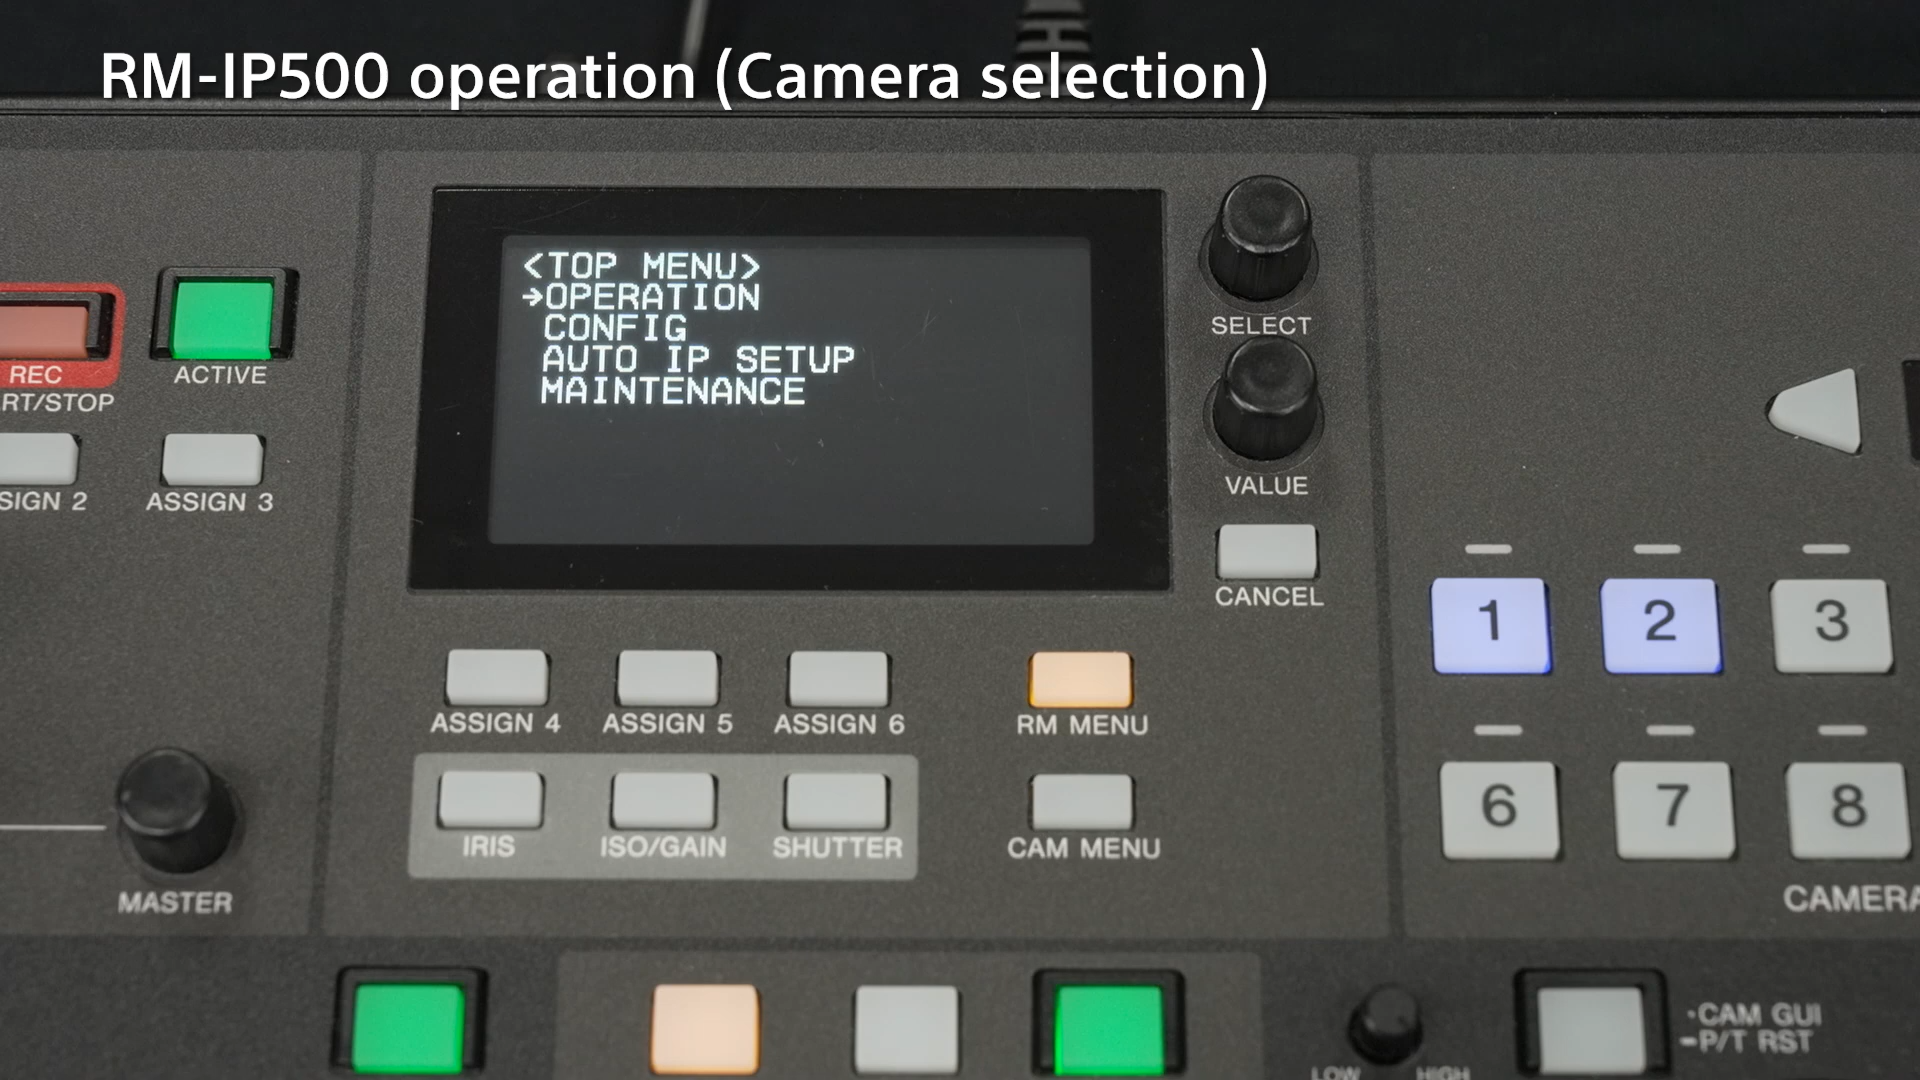 RM-IP500 operation (Camera selection)
<TOP MENU>
→OPERATION
CONFIG
AUTO IP SETUP
MAINTENANCE
SELECT
VALUE
CANCEL
REC
RT/STOP
ACTIVE
SIGN 2
ASSIGN 3
1
2
3
ASSIGN 4
ASSIGN 5
ASSIGN 6
RM MENU
6
7
8
IRIS
ISO/GAIN
SHUTTER
CAM MENU
MASTER
CAMERA
•CAM GUI
–P/T RST
LOW
HIGH